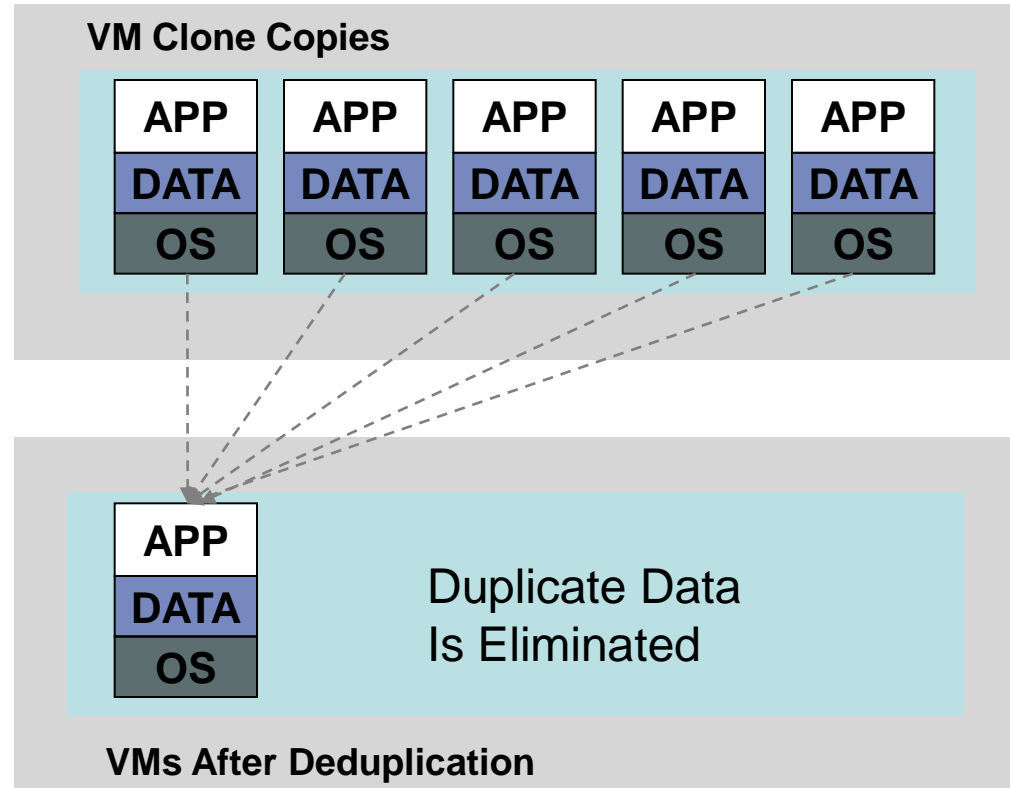 VM Clone Copies
APP APP APP APP APP
DATA DATA DATA DATA DATA
OS OS OS OS OS
APP
DATA
OS
Duplicate Data
Is Eliminated
VMs After Deduplication